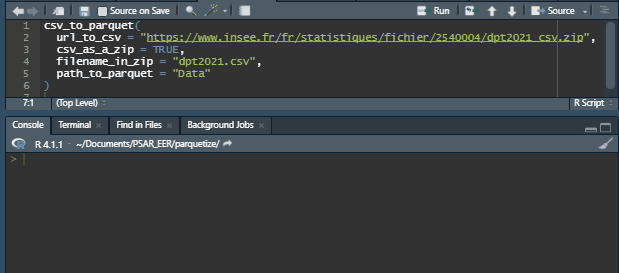 Source on Save
Run
Source
1 csv_to_parquet(
2 url_to_csv = "https://www.insee.fr/fr/statistiques/fichier/2540004/dpt2021_csv.zip",
3 csv_as_a_zip = TRUE,
4 filename_in_zip = "dpt2021.csv",
5 path_to_parquet = "Data"
6 )
7
7:1 (Top Level) R Script
Console Terminal Find in Files Background Jobs
R 4.1.1 · ~/Documents/PSAR_EER/parquetize/
>